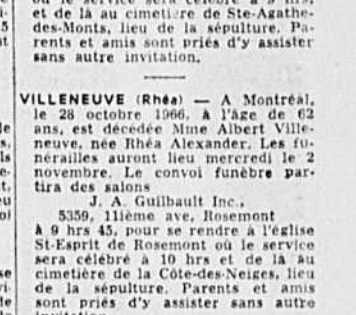 ou le service sera célébré à 9 hrs,
et de là au cimetière de Ste-Agathe-
des-Monts, lieu de la sépulture. Pa-
rents et amis sont priés d'y assister
sans autre invitation.
VILLENEUVE (Rhéa) — A Montréal,
le 28 octobre 1966, à l'âge de 62
ans, est décédée Mme Albert Ville-
neuve, née Rhéa Alexander. Les fu-
nérailles auront lieu mercredi le 2
novembre. Le convoi funèbre par-
tira des salons
J. A. Guilbault Inc.,
5359, 11ième ave, Rosemont
à 9 hrs 45, pour se rendre à l'église
St-Esprit de Rosemont où le service
sera célébré à 10 hrs et de là au
cimetière de la Côte-des-Neiges, lieu
de la sépulture. Parents et amis
sont priés d'y assister sans autre
invitation.